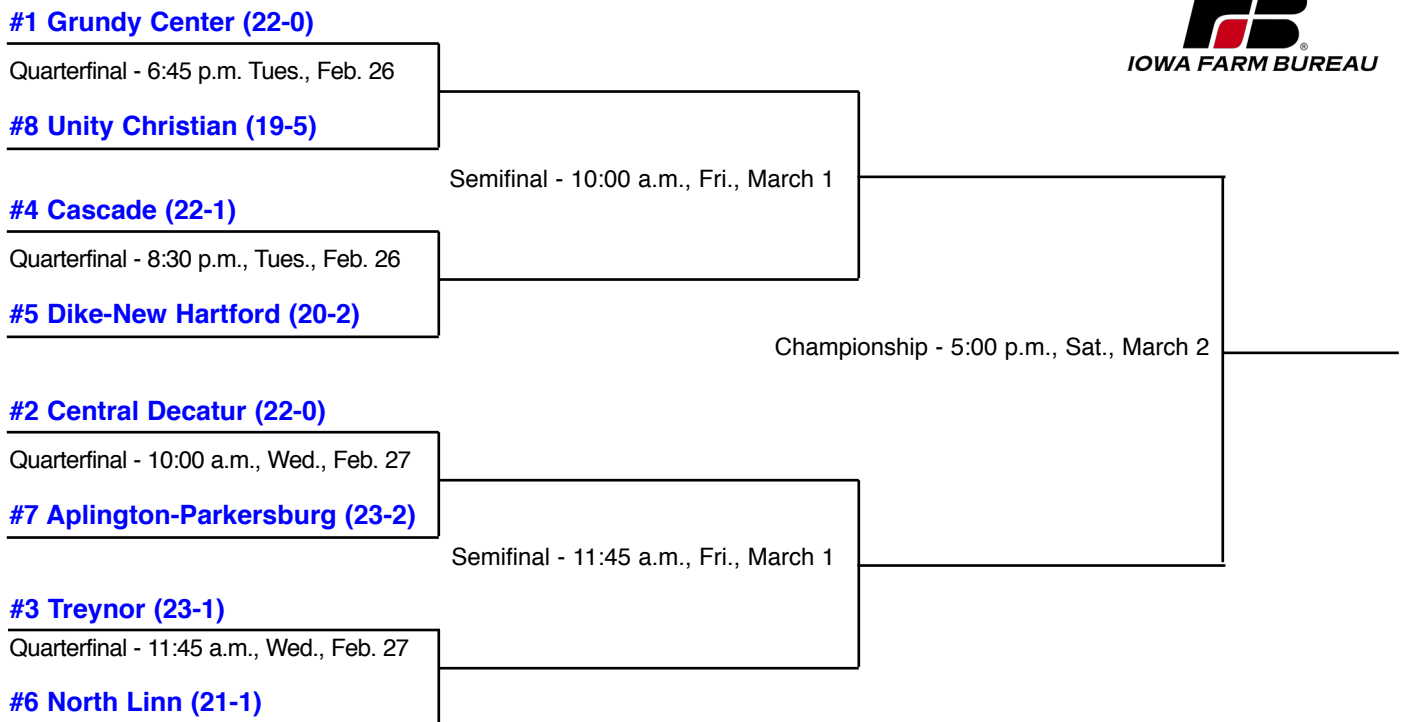 #1 Grundy Center (22-0)
Quarterfinal - 6:45 p.m. Tues., Feb. 26
#8 Unity Christian (19-5)
®
IOWA FARM BUREAU
Semifinal - 10:00 a.m., Fri., March 1
#4 Cascade (22-1)
Quarterfinal - 8:30 p.m., Tues., Feb. 26
#5 Dike-New Hartford (20-2)
Championship - 5:00 p.m., Sat., March 2
#2 Central Decatur (22-0)
Quarterfinal - 10:00 a.m., Wed., Feb. 27
#7 Aplington-Parkersburg (23-2)
Semifinal - 11:45 a.m., Fri., March 1
#3 Treynor (23-1)
Quarterfinal - 11:45 a.m., Wed., Feb. 27
#6 North Linn (21-1)